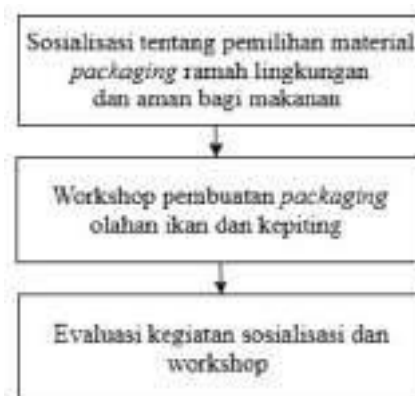 Sosialisasi tentang pemilihan material
packaging ramah lingkungan
dan aman bagi makanan
Workshop pembuatan packaging
olahan ikan dan kepiting
Evaluasi kegiatan sosialisasi dan
workshop